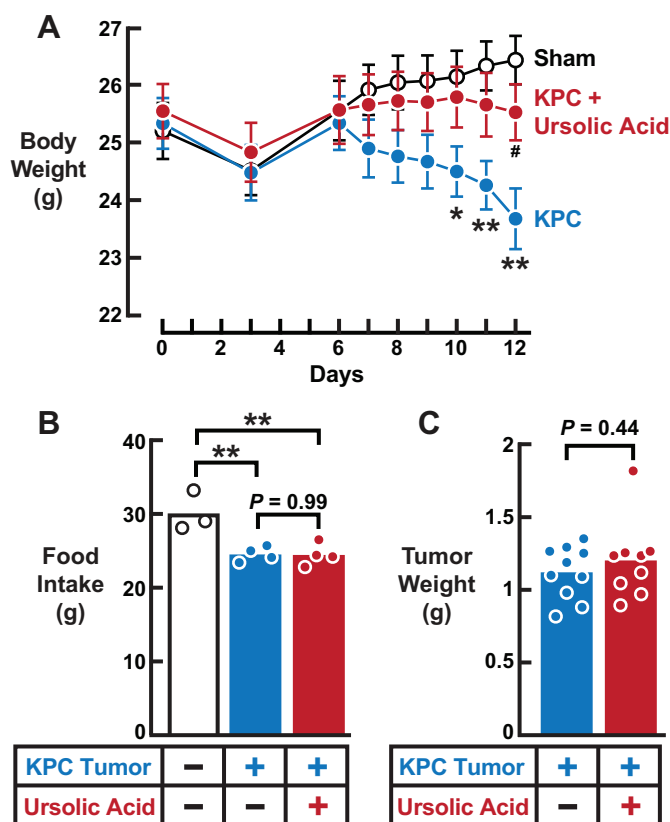 A
27
26
25
24
23
22
Body
Weight
(g)
Sham
KPC +
Ursolic Acid
#
KPC
*
**
**
0 2 4 6 8 10 12
Days
B
40
30
20
10
0
Food
Intake
(g)
**
**
P = 0.99
KPC Tumor − + +
Ursolic Acid − − +
C
2
1.5
1
0.5
0
Tumor
Weight
(g)
P = 0.44
KPC Tumor + +
Ursolic Acid − +